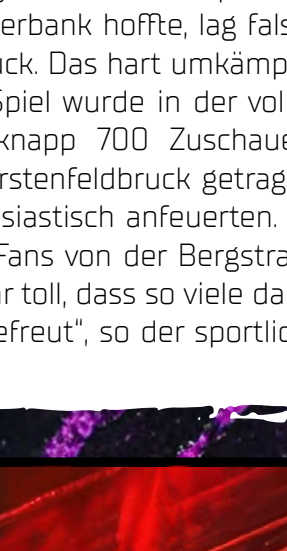 erbank hoffte, lag fals
uck. Das hart umkämp
Spiel wurde in der vol
knapp 700 Zuschaue
rstenfeldbruck getrag
siastisch anfeuerten.
Fans von der Bergstra
r toll, dass so viele da
efreut“, so der sportlic